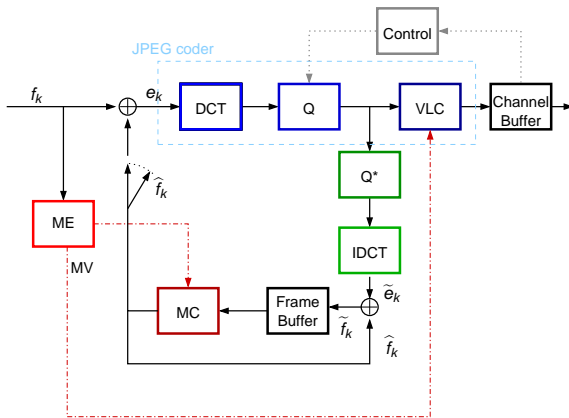 Control
JPEG coder
f_k
e_k
DCT
Q
VLC
Channel
Buffer
Q*
f̂_k
ME
IDCT
MV
ẽ_k
MC
Frame
Buffer
f̃_k
f̂_k